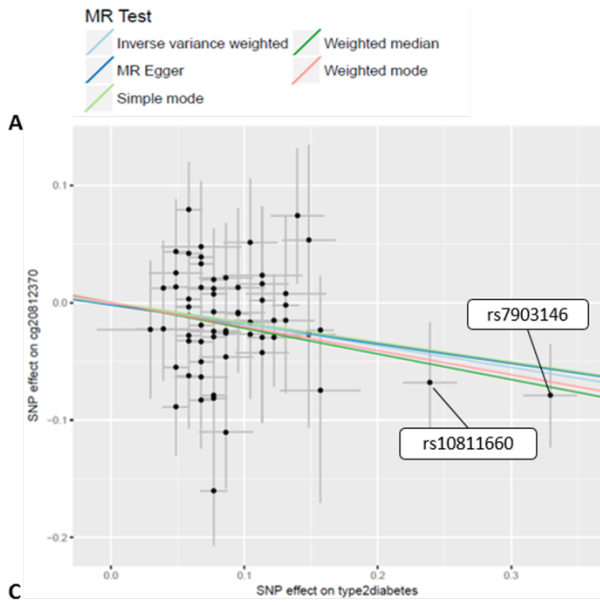 MR Test
Inverse variance weighted
Weighted median
MR Egger
Weighted mode
Simple mode
A
0.1
0.0
-0.1
-0.2
SNP effect on cg20812370
rs7903146
rs10811660
0.0
0.1
0.2
0.3
SNP effect on type2diabetes
C